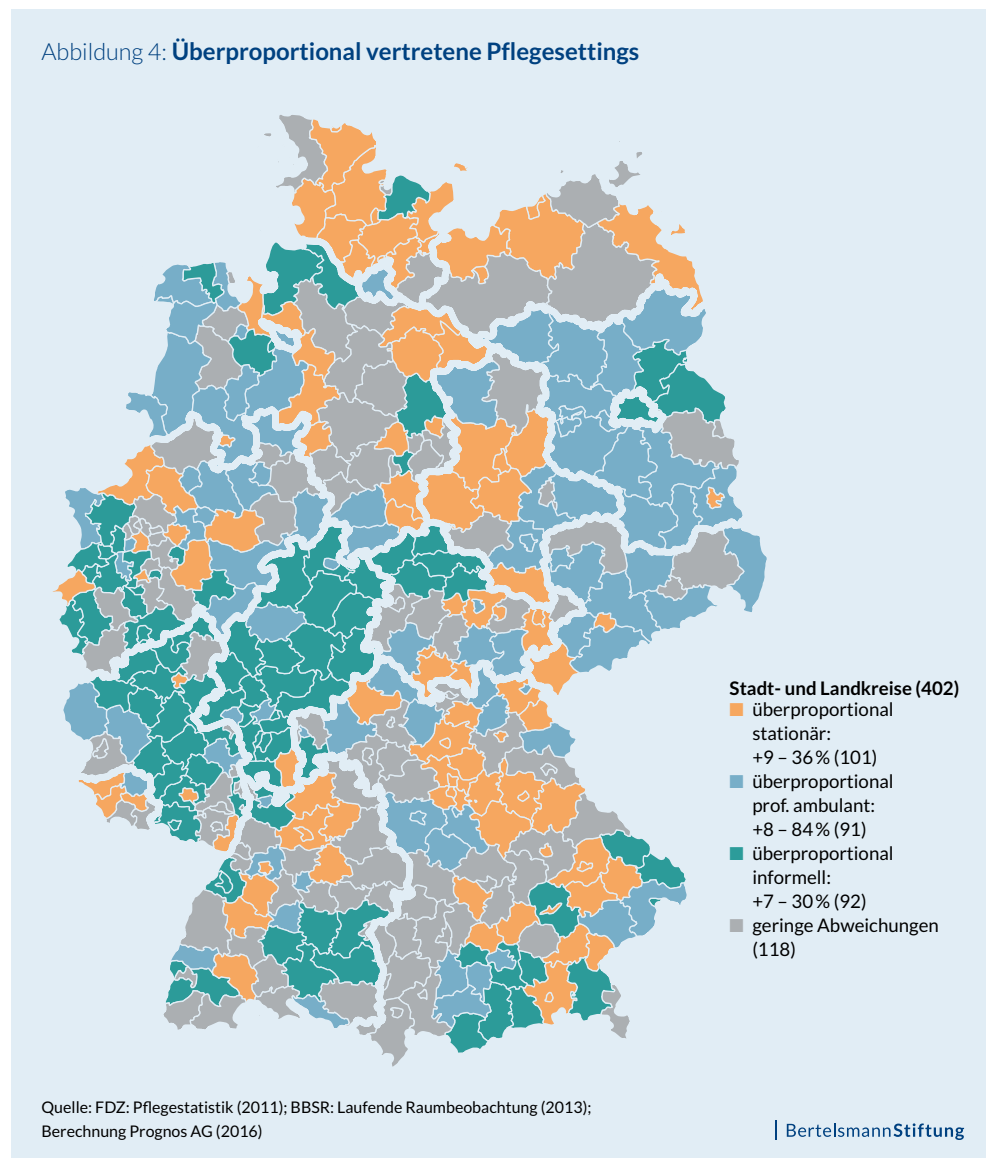 Abbildung 4: Überproportional vertretene Pflegesettings
Stadt- und Landkreise (402)
überproportional
stationär:
+9 – 36 % (101)
überproportional
prof. ambulant:
+8 – 84 % (91)
überproportional
informell:
+7 – 30 % (92)
geringe Abweichungen
(118)
Quelle: FDZ: Pflegestatistik (2011); BBSR: Laufende Raumbeobachtung (2013);
Berechnung Prognos AG (2016)
BertelsmannStiftung